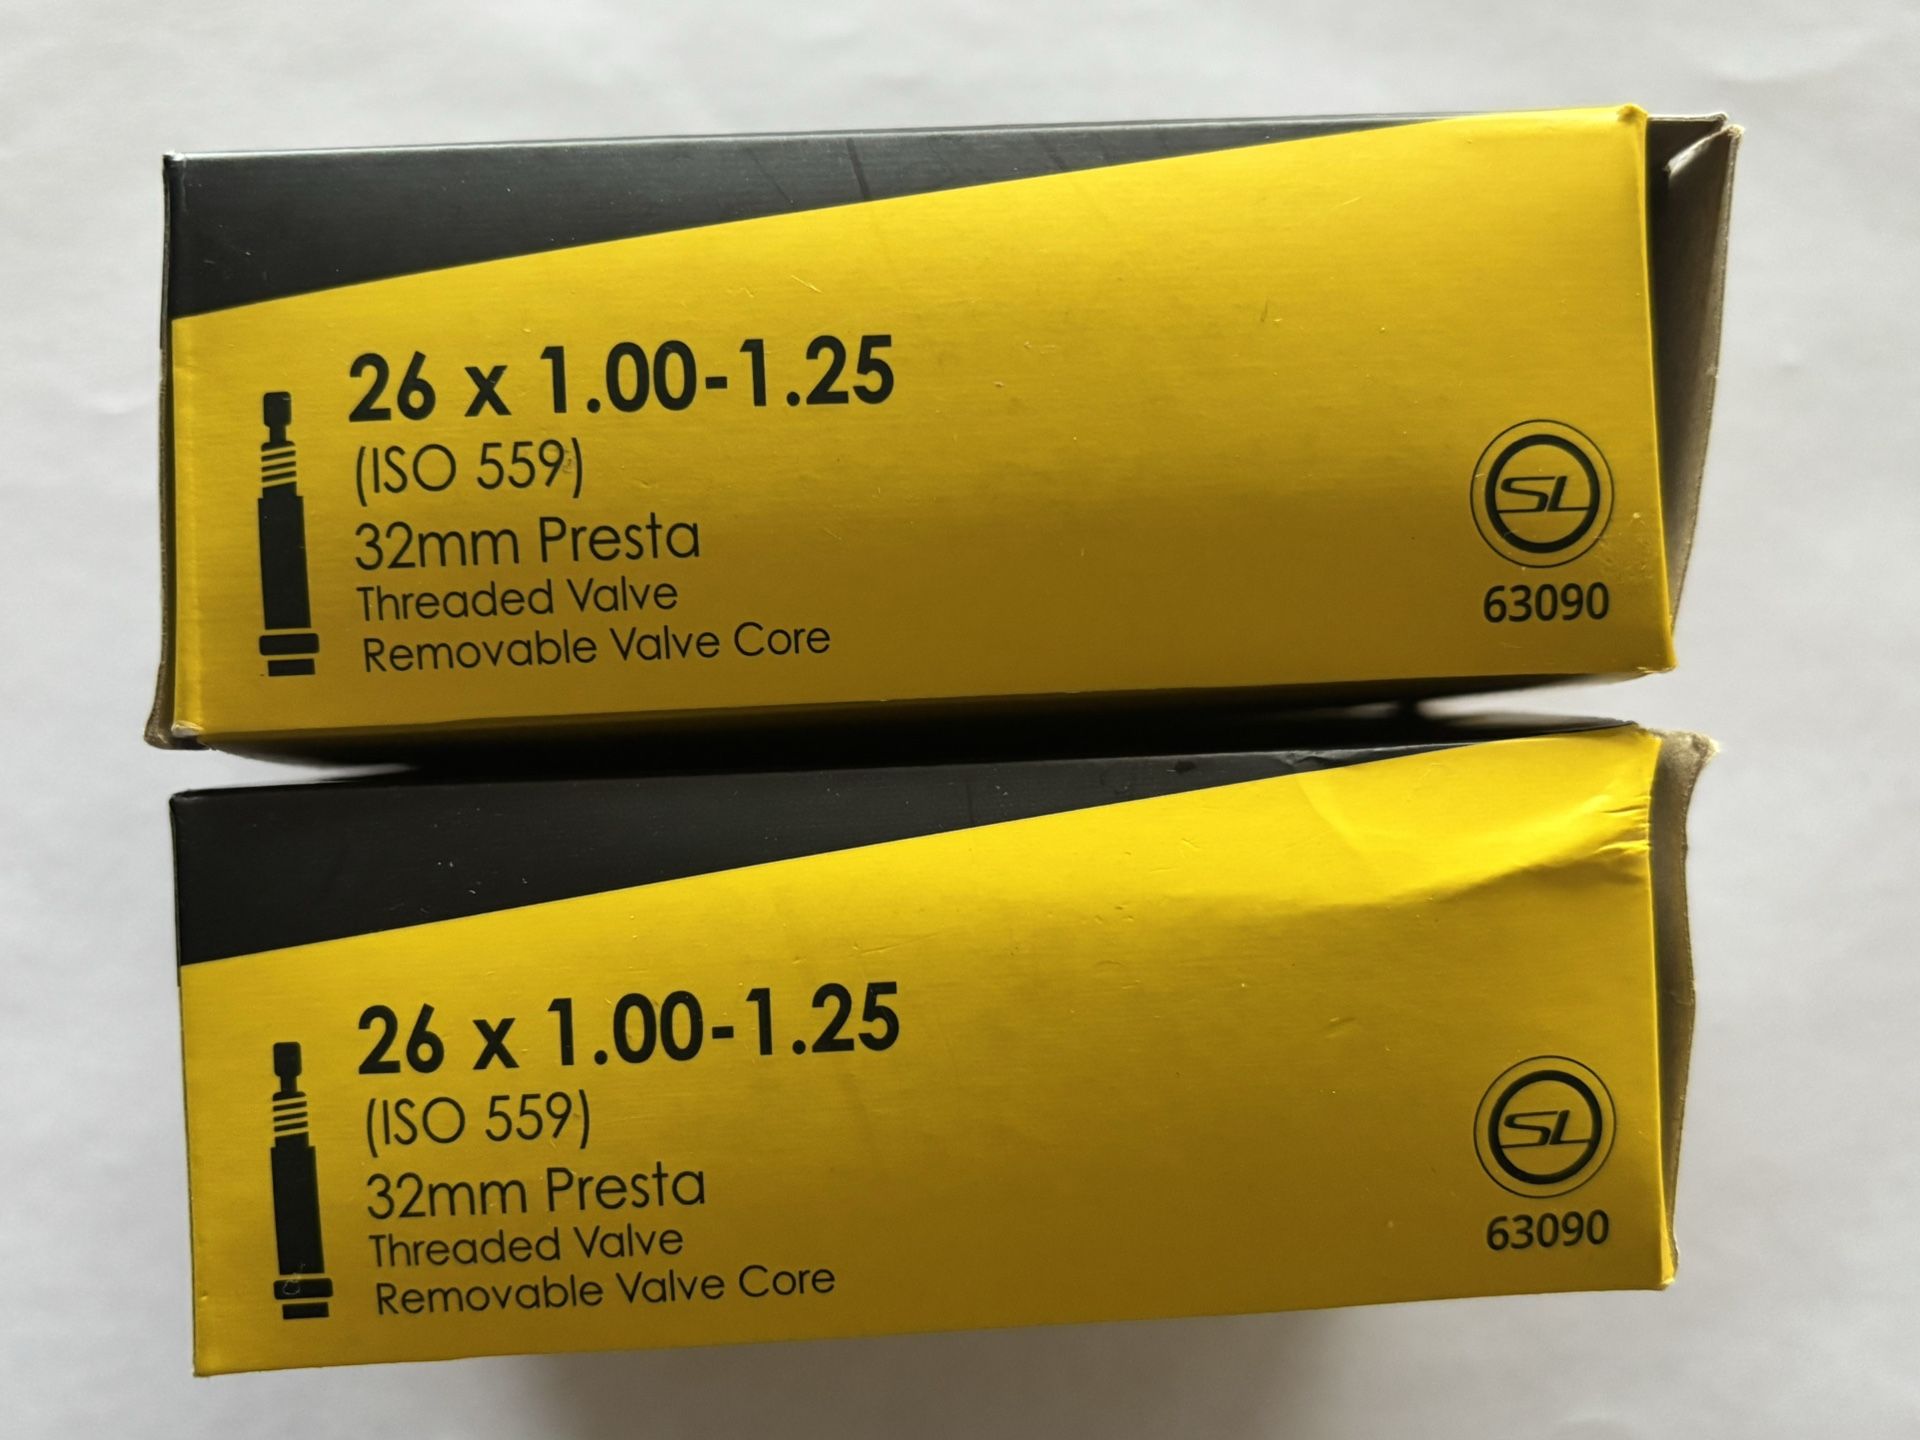 26 x 1.00-1.25
(ISO 559)
32mm Presta
Threaded Valve
Removable Valve Core
SL
63090
26 x 1.00-1.25
(ISO 559)
32mm Presta
Threaded Valve
Removable Valve Core
SL
63090